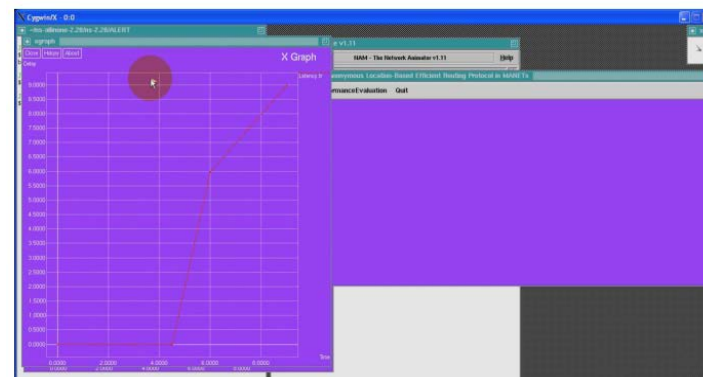 Cygwin/X - 0:0
xgraph
e v1.11
NAM - The Network Animator v1.11
Help
Close Hdcpy About
X Graph
Delay
Anonymous Location-Based Efficient Routing Protocol in MANETs
rmanceEvaluation Quit
9.0000
8.5000
8.0000
7.5000
7.0000
6.5000
6.0000
5.5000
5.0000
4.5000
4.0000
3.5000
3.0000
2.5000
2.0000
1.5000
1.0000
0.5000
0.0000
Time
0.0000 2.0000 4.0000 6.0000 8.0000